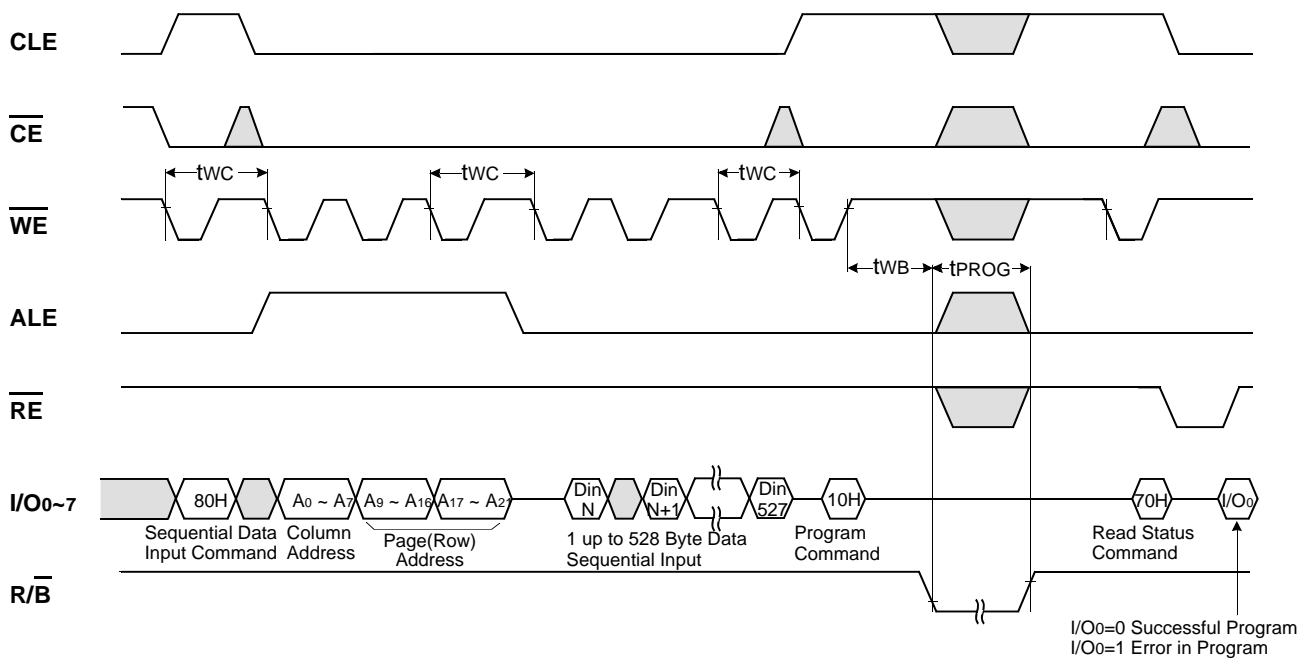 CLE
CE
tWC tWC tWC
WE
tWB tPROG
ALE
RE
I/O0~7 80H A0 ~ A7 A9 ~ A16 A17 ~ A21 Din N Din N+1 Din 527 10H 70H I/O0
Sequential Data Input Command
Column Address
Page(Row) Address
1 up to 528 Byte Data Sequential Input
Program Command
Read Status Command
R/B
I/O0=0 Successful Program
I/O0=1 Error in Program